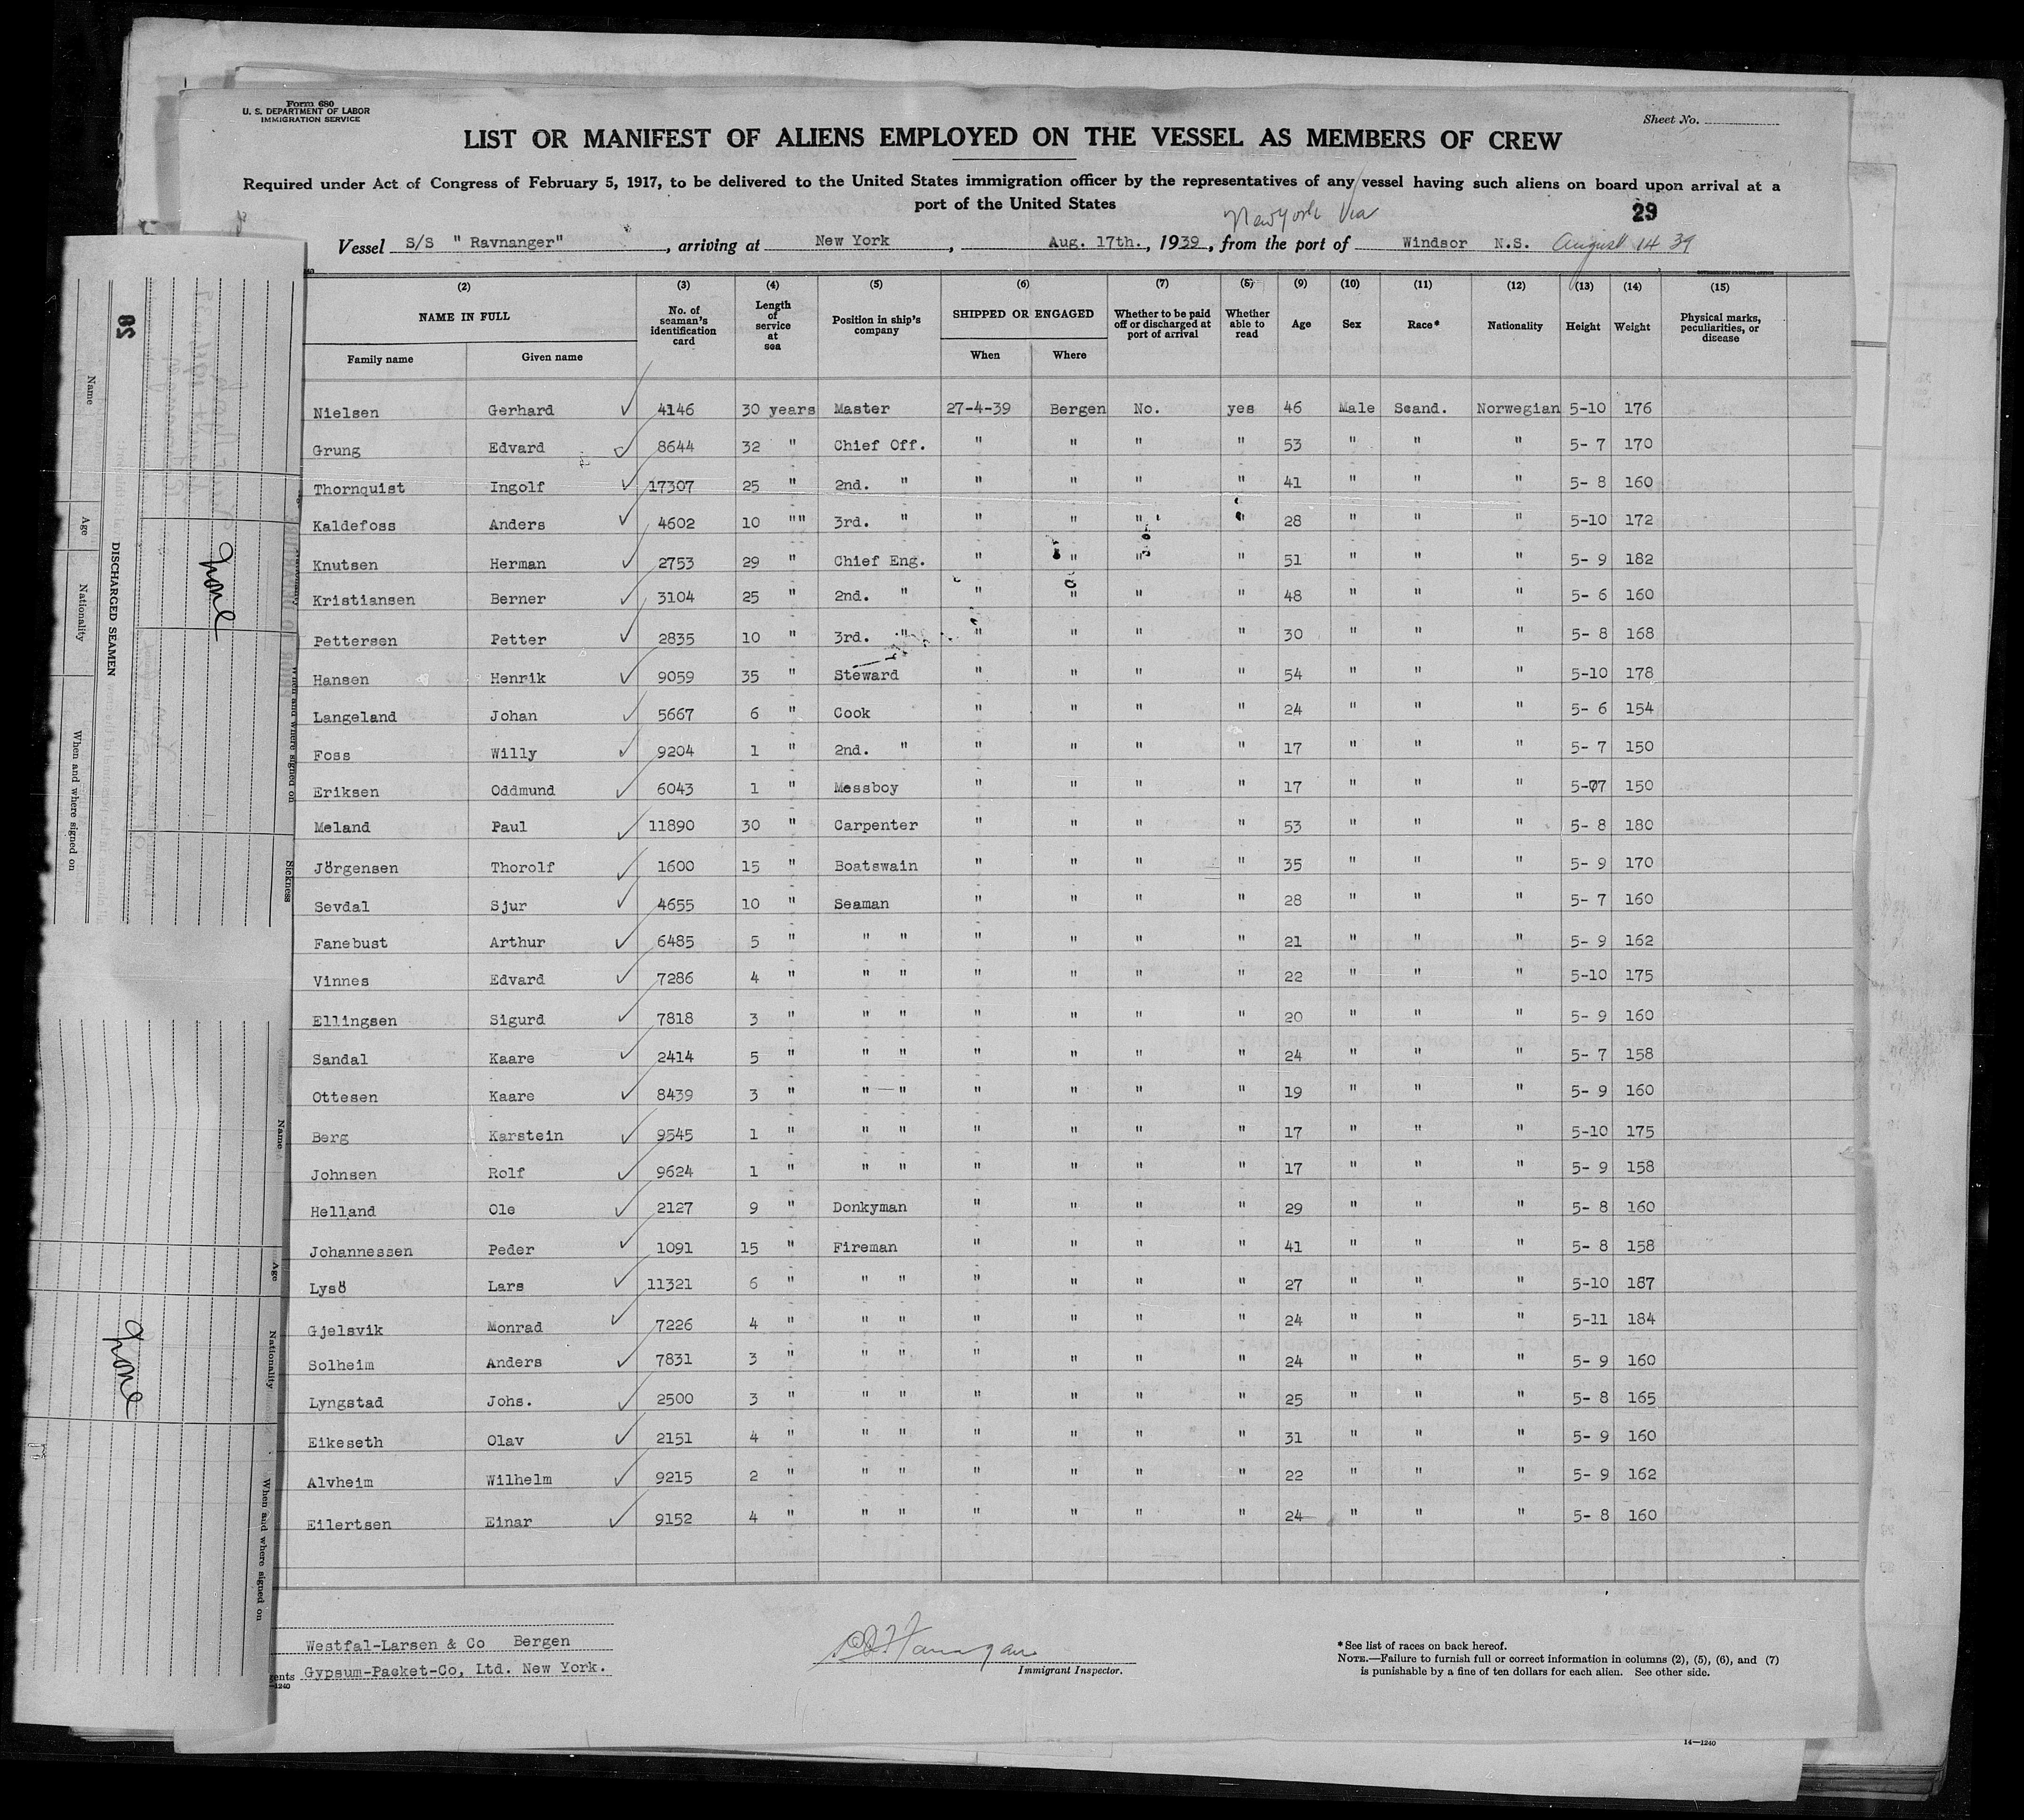 Form 680
U. S. DEPARTMENT OF LABOR
IMMIGRATION SERVICE
Sheet No.
LIST OR MANIFEST OF ALIENS EMPLOYED ON THE VESSEL AS MEMBERS OF CREW
Required under Act of Congress of February 5, 1917, to be delivered to the United States immigration officer by the representatives of any vessel having such aliens on board upon arrival at a
port of the United States
New York Via
29
Vessel S/S " Ravnanger" , arriving at New York , Aug. 17th. , 1939 , from the port of Windsor N.S. August 14 39
(2) (3) (4) (5) (6) (7) (8) (9) (10) (11) (12) (13) (14) (15)
NAME IN FULL No. of seaman's identification card Length of service at sea Position in ship's company SHIPPED OR ENGAGED Whether to be paid off or discharged at port of arrival Whether able to read Age Sex Race* Nationality Height Weight Physical marks, peculiarities, or disease
Family name Given name When Where
Nielsen Gerhard ✓ 4146 30 years Master 27-4-39 Bergen No. yes 46 Male Scand. Norwegian 5-10 176
Grung Edvard ✓ 8644 32 " Chief Off. " " " " 53 " " " 5- 7 170
Thornquist Ingolf ✓ 17307 25 " 2nd. " " " " " 41 " " " 5- 8 160
Kaldefoss Anders ✓ 4602 10 "" 3rd. " " " " " 28 " " " 5-10 172
Knutsen Herman ✓ 2753 29 " Chief Eng. " " " " 51 " " " 5- 9 182
Kristiansen Berner ✓ 3104 25 " 2nd. " " " " " 48 " " " 5- 6 160
Pettersen Petter ✓ 2835 10 " 3rd. " " " " " 30 " " " 5- 8 168
Hansen Henrik ✓ 9059 35 " Steward " " " " 54 " " " 5-10 178
Langeland Johan ✓ 5667 6 " Cook " " " " 24 " " " 5- 6 154
Foss Willy ✓ 9204 1 " 2nd. " " " " " 17 " " " 5- 7 150
Eriksen Oddmund ✓ 6043 1 " Messboy " " " " 17 " " " 5-07 150
Meland Paul ✓ 11890 30 " Carpenter " " " " 53 " " " 5- 8 180
Jörgensen Thorolf ✓ 1600 15 " Boatswain " " " " 35 " " " 5- 9 170
Sevdal Sjur ✓ 4655 10 " Seaman " " " " 28 " " " 5- 7 160
Fanebust Arthur ✓ 6485 5 " " " " " " " 21 " " " 5- 9 162
Vinnes Edvard ✓ 7286 4 " " " " " " " 22 " " " 5-10 175
Ellingsen Sigurd ✓ 7818 3 " " " " " " " 20 " " " 5- 9 160
Sandal Kaare ✓ 2414 5 " " " " " " " 24 " " " 5- 7 158
Ottesen Kaare ✓ 8439 3 " " " " " " " 19 " " " 5- 9 160
Berg Karstein ✓ 9545 1 " " " " " " " 17 " " " 5-10 175
Johnsen Rolf ✓ 9624 1 " " " " " " " 17 " " " 5- 9 158
Helland Ole ✓ 2127 9 " Donkyman " " " " 29 " " " 5- 8 160
Johannessen Peder ✓ 1091 15 " Fireman " " " " 41 " " " 5- 8 158
Lysö Lars ✓ 11321 6 " " " " " " " 27 " " " 5-10 187
Gjelsvik Monrad ✓ 7226 4 " " " " " " " 24 " " " 5-11 184
Solheim Anders ✓ 7831 3 " " " " " " " 24 " " " 5- 9 160
Lyngstad Johs. ✓ 2500 3 " " " " " " " 25 " " " 5- 8 165
Eikeseth Olav ✓ 2151 4 " " " " " " " 31 " " " 5- 9 160
Alvheim Wilhelm ✓ 9215 2 " " " " " " " 22 " " " 5- 9 162
Eilertsen Einar ✓ 9152 4 " " " " " " " 24 " " " 5- 8 160
Westfal-Larsen & Co Bergen
Gypsum-Packet-Co, Ltd. New York.
Immigrant Inspector.
*See list of races on back hereof.
NOTE.—Failure to furnish full or correct information in columns (2), (5), (6), and (7)
is punishable by a fine of ten dollars for each alien. See other side.
14—1240
28
Name
Age
Nationality
When and where signed on
DISCHARGED SEAMEN
none
When and where signed on
Sickness
Name
Age
Nationality
When and where signed on
none